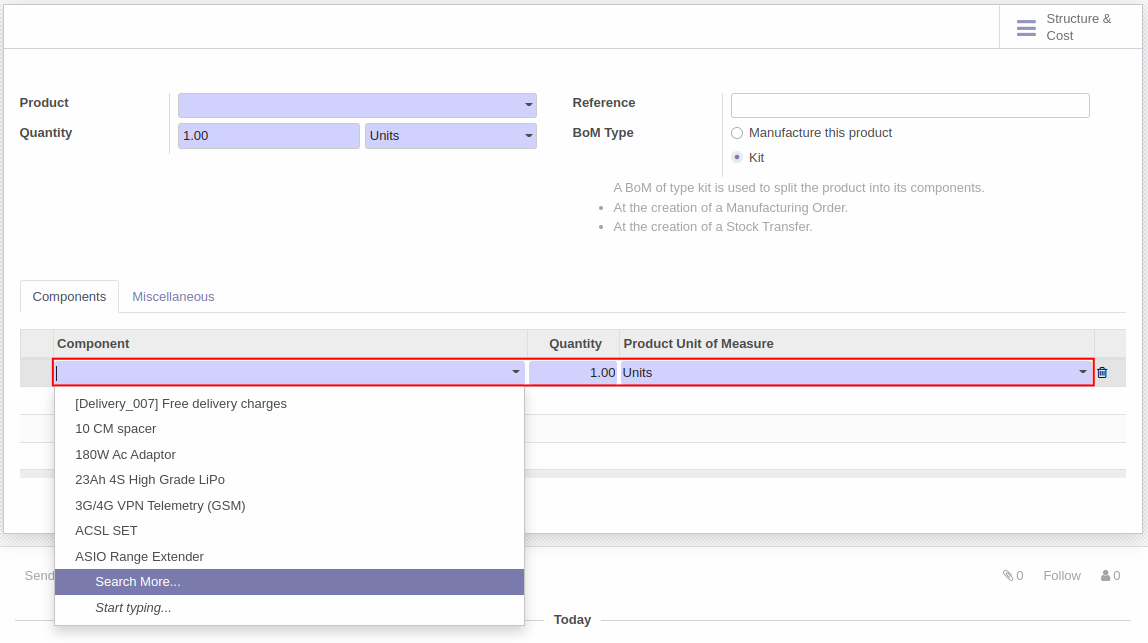 Structure &
Cost
Product
Quantity
1.00
Units
Reference
BoM Type
Manufacture this product
Kit
A BoM of type kit is used to split the product into its components.
At the creation of a Manufacturing Order.
At the creation of a Stock Transfer.
Components
Miscellaneous
Component
Quantity
Product Unit of Measure
1.00
Units
[Delivery_007] Free delivery charges
10 CM spacer
180W Ac Adaptor
23Ah 4S High Grade LiPo
3G/4G VPN Telemetry (GSM)
ACSL SET
ASIO Range Extender
Search More...
Start typing...
Send
0
Follow
0
Today